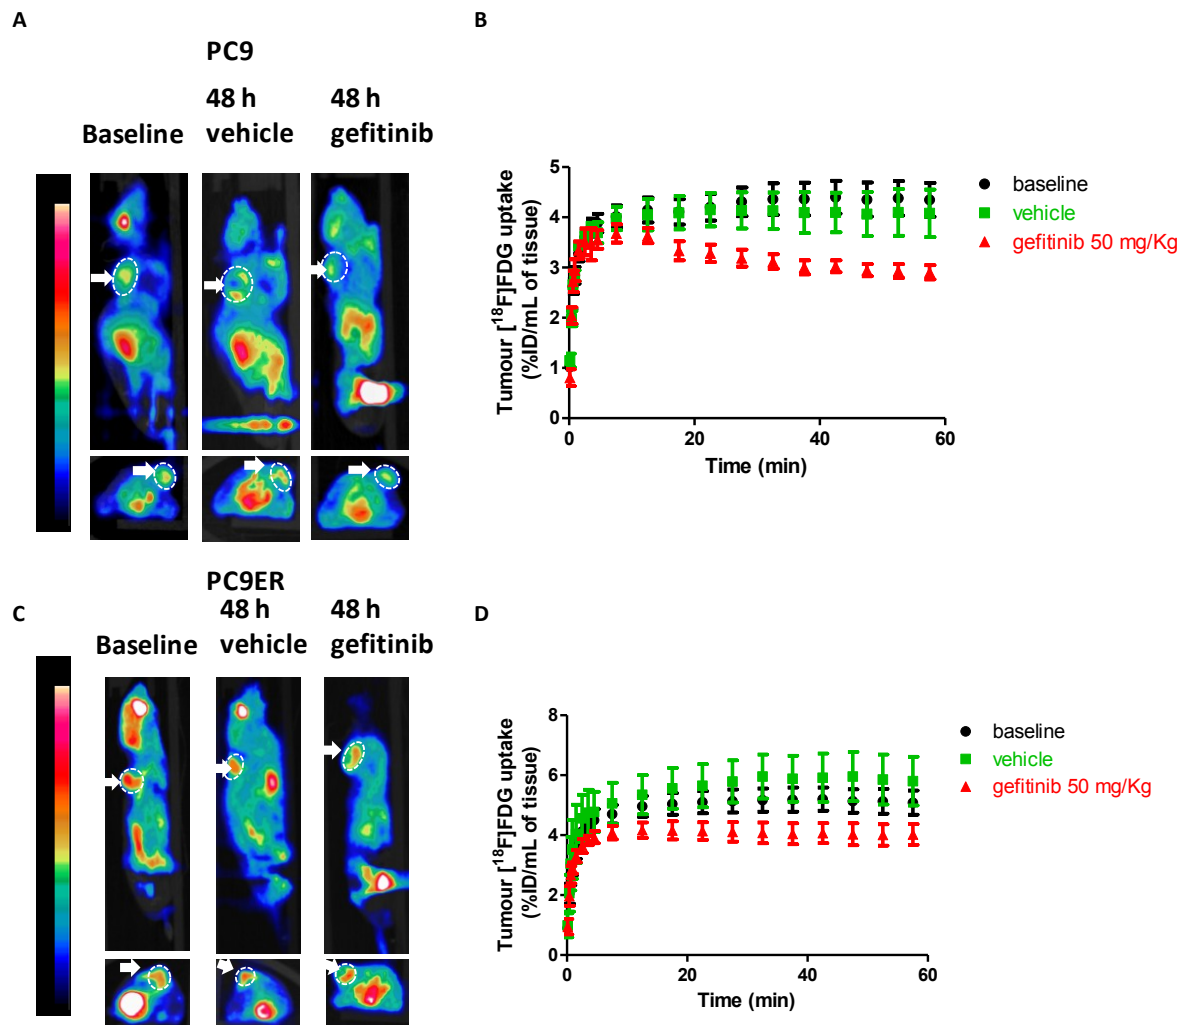 A
B
PC9
48 h
48 h
Baseline
vehicle
gefitinib
5
4
3
2
1
0
0
20
40
60
Time (min)
Tumour [¹⁸F]FDG uptake
(%ID/mL of tissue)
baseline
vehicle
gefitinib 50 mg/Kg
PC9ER
C
D
48 h
48 h
Baseline
vehicle
gefitinib
8
6
4
2
0
0
20
40
60
Time (min)
Tumour [¹⁸F]FDG uptake
(%ID/mL of tissue)
baseline
vehicle
gefitinib 50 mg/Kg